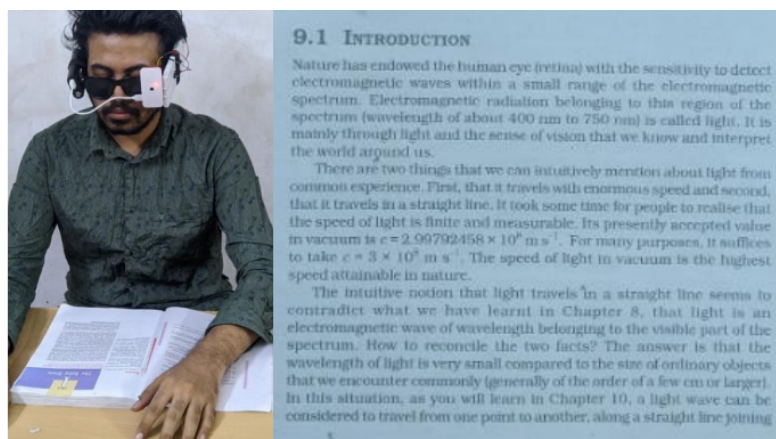 9.1 INTRODUCTION
Nature has endowed the human eye (retina) with the sensitivity to detect
electromagnetic waves within a small range of the electromagnetic
spectrum. Electromagnetic radiation belonging to this region of the
spectrum (wavelength of about 400 nm to 750 nm) is called light. It is
mainly through light and the sense of vision that we know and interpret
the world around us.
There are two things that we can intuitively mention about light from
common experience. First, that it travels with enormous speed and second,
that it travels in a straight line. It took some time for people to realise that
the speed of light is finite and measurable. Its presently accepted value
in vacuum is c = 2.99792458 × 10⁸ m s⁻¹. For many purposes, it suffices
to take c = 3 × 10⁸ m s⁻¹. The speed of light in vacuum is the highest
speed attainable in nature.
The intuitive notion that light travels in a straight line seems to
contradict what we have learnt in Chapter 8, that light is an
electromagnetic wave of wavelength belonging to the visible part of the
spectrum. How to reconcile the two facts? The answer is that the
wavelength of light is very small compared to the size of ordinary objects
that we encounter commonly (generally of the order of a few cm or larger).
In this situation, as you will learn in Chapter 10, a light wave can be
considered to travel from one point to another, along a straight line joining